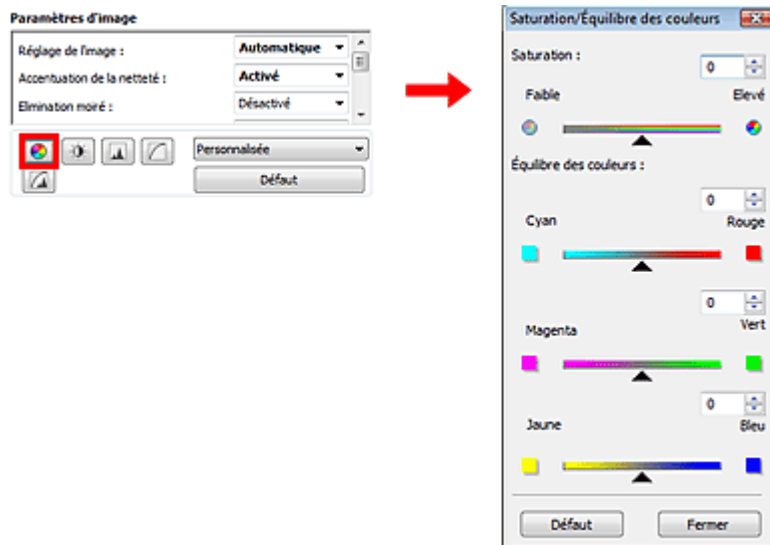 Paramètres d'image
Réglage de l'image : Automatique
Accentuation de la netteté : Activé
Elimination moiré : Désactivé
Personnalisée
Défaut
Saturation/Équilibre des couleurs
Saturation :
0
Faible Elevé
Équilibre des couleurs :
0
Cyan Rouge
0
Magenta Vert
0
Jaune Bleu
Défaut Fermer